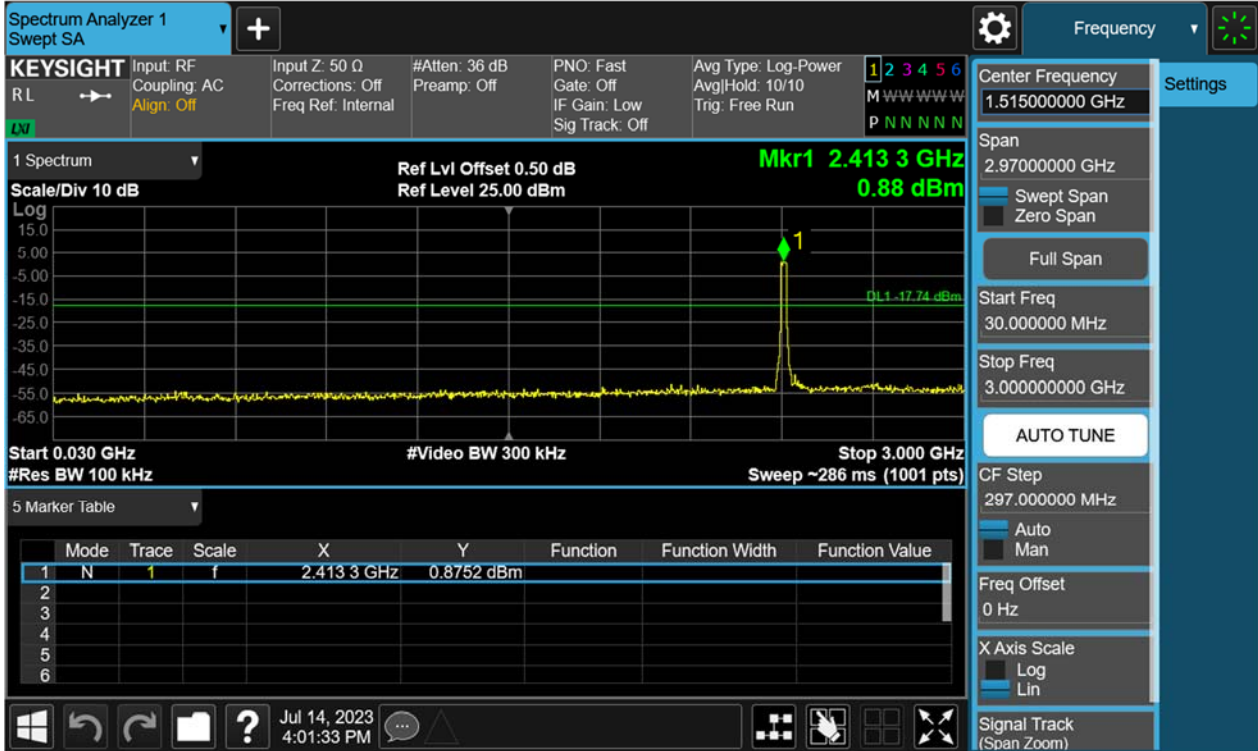 Spectrum Analyzer 1
Swept SA
Frequency
KEYSIGHT
RL
LXI
Input: RF
Coupling: AC
Align: Off
Input Z: 50 Ω
Corrections: Off
Freq Ref: Internal
#Atten: 36 dB
Preamp: Off
PNO: Fast
Gate: Off
IF Gain: Low
Sig Track: Off
Avg Type: Log-Power
Avg|Hold: 10/10
Trig: Free Run
1 2 3 4 5 6
M W W W W W
P N N N N N
1 Spectrum
Ref Lvl Offset 0.50 dB
Mkr1 2.413 3 GHz
Scale/Div 10 dB
Ref Level 25.00 dBm
0.88 dBm
Log
15.0
5.00
-5.00
-15.0
-25.0
-35.0
-45.0
-55.0
-65.0
1
DL1 -17.74 dBm
Start 0.030 GHz
#Video BW 300 kHz
Stop 3.000 GHz
#Res BW 100 kHz
Sweep ~286 ms (1001 pts)
5 Marker Table
Mode Trace Scale X Y Function Function Width Function Value
1 N 1 f 2.413 3 GHz 0.8752 dBm
2
3
4
5
6
Jul 14, 2023
4:01:33 PM
Center Frequency
1.515000000 GHz
Settings
Span
2.97000000 GHz
Swept Span
Zero Span
Full Span
Start Freq
30.000000 MHz
Stop Freq
3.000000000 GHz
AUTO TUNE
CF Step
297.000000 MHz
Auto
Man
Freq Offset
0 Hz
X Axis Scale
Log
Lin
Signal Track
(Span Zoom)